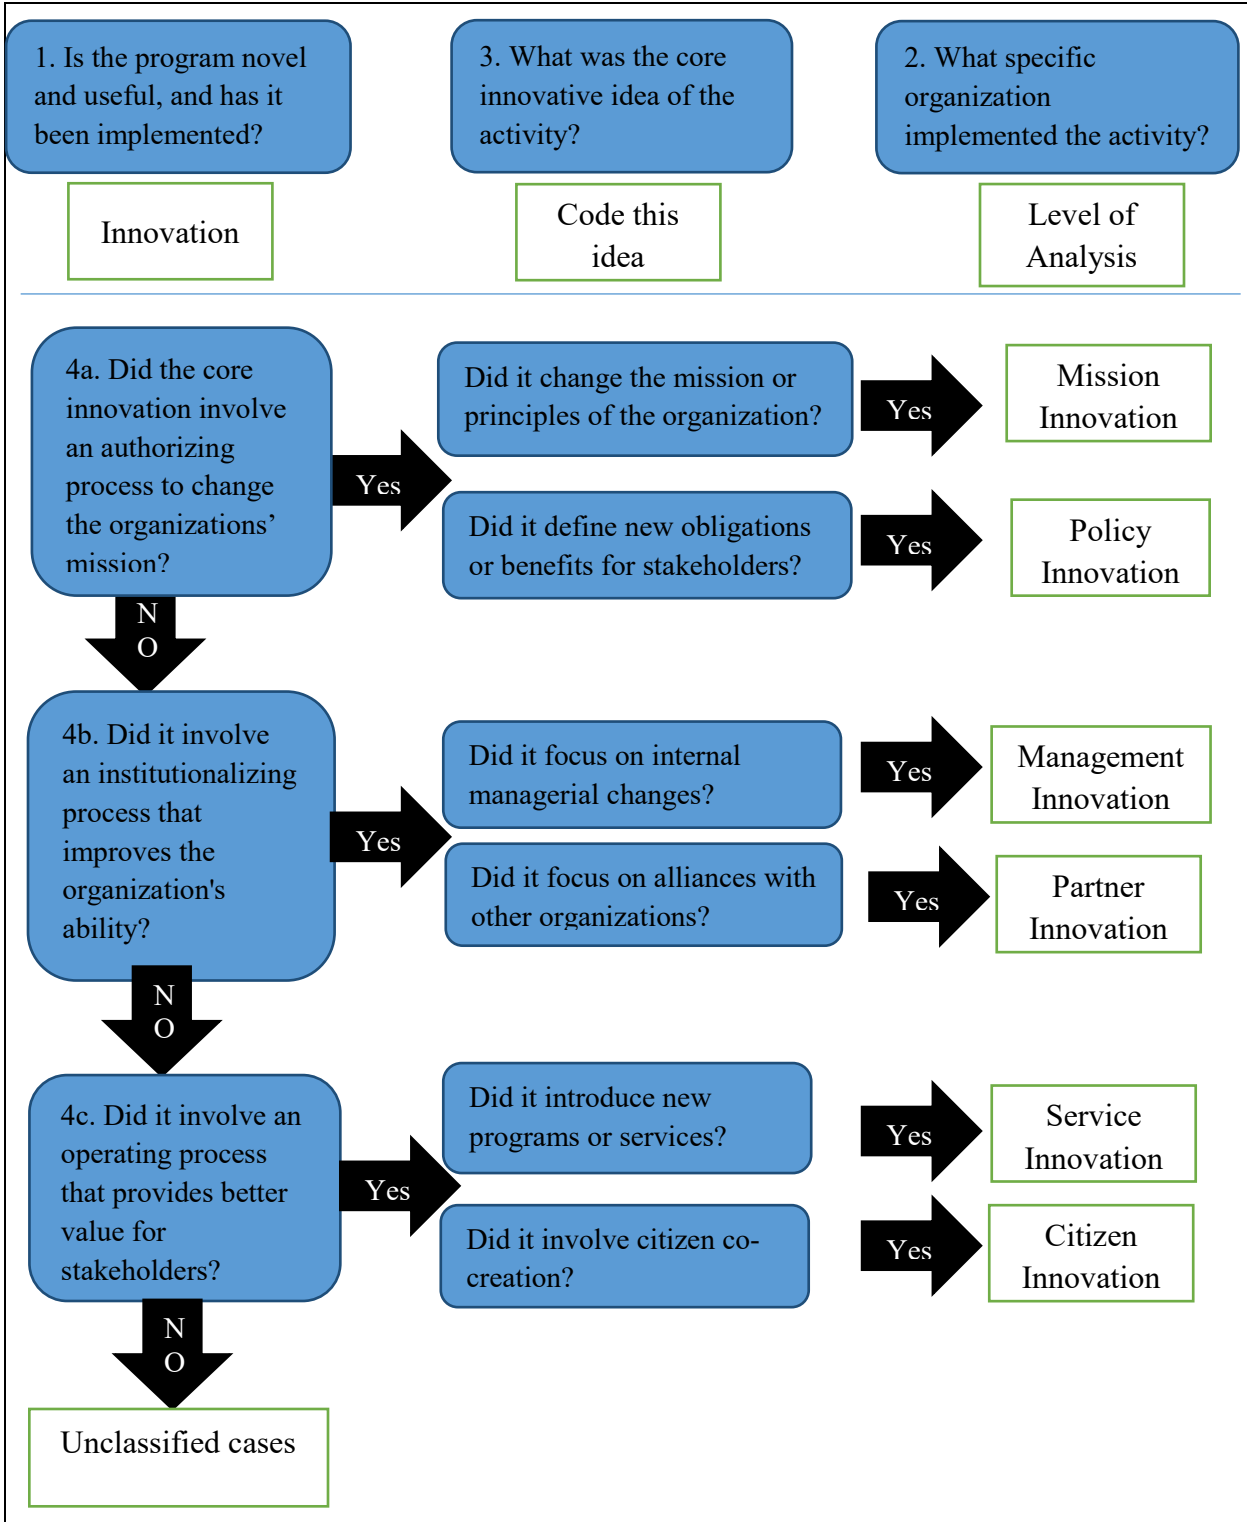 1. Is the program novel
and useful, and has it
been implemented?
3. What was the core
innovative idea of the
activity?
2. What specific
organization
implemented the activity?
Innovation
Code this
idea
Level of
Analysis
4a. Did the core
innovation involve
an authorizing
process to change
the organizations’
mission?
Yes
Did it change the mission or
principles of the organization?
Yes
Mission
Innovation
Did it define new obligations
or benefits for stakeholders?
Yes
Policy
Innovation
N
O
4b. Did it involve
an institutionalizing
process that
improves the
organization's
ability?
Yes
Did it focus on internal
managerial changes?
Yes
Management
Innovation
Did it focus on alliances with
other organizations?
Yes
Partner
Innovation
N
O
4c. Did it involve an
operating process
that provides better
value for
stakeholders?
Yes
Did it introduce new
programs or services?
Yes
Service
Innovation
Did it involve citizen co-
creation?
Yes
Citizen
Innovation
N
O
Unclassified cases